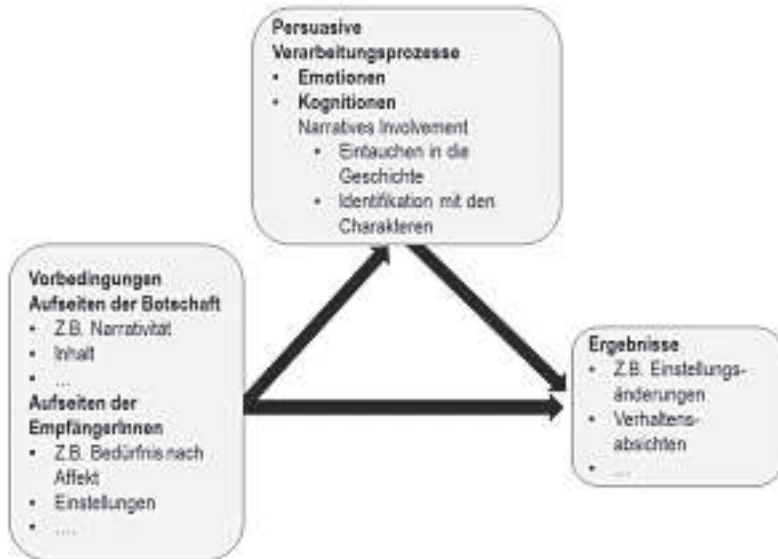 Persuasive
Verarbeitungsprozesse
• Emotionen
• Kognitionen
Narratives Involvement
• Eintauchen in die
Geschichte
• Identifikation mit den
Charakteren
Vorbedingungen
Aufseiten der Botschaft
• Z.B. Narrativität
• Inhalt
• ...
Aufseiten der
EmpfängerInnen
• Z.B. Bedürfnis nach
Affekt
• Einstellungen
• ....
Ergebnisse
• Z.B. Einstellungs-
änderungen
• Verhaltens-
absichten
• ...